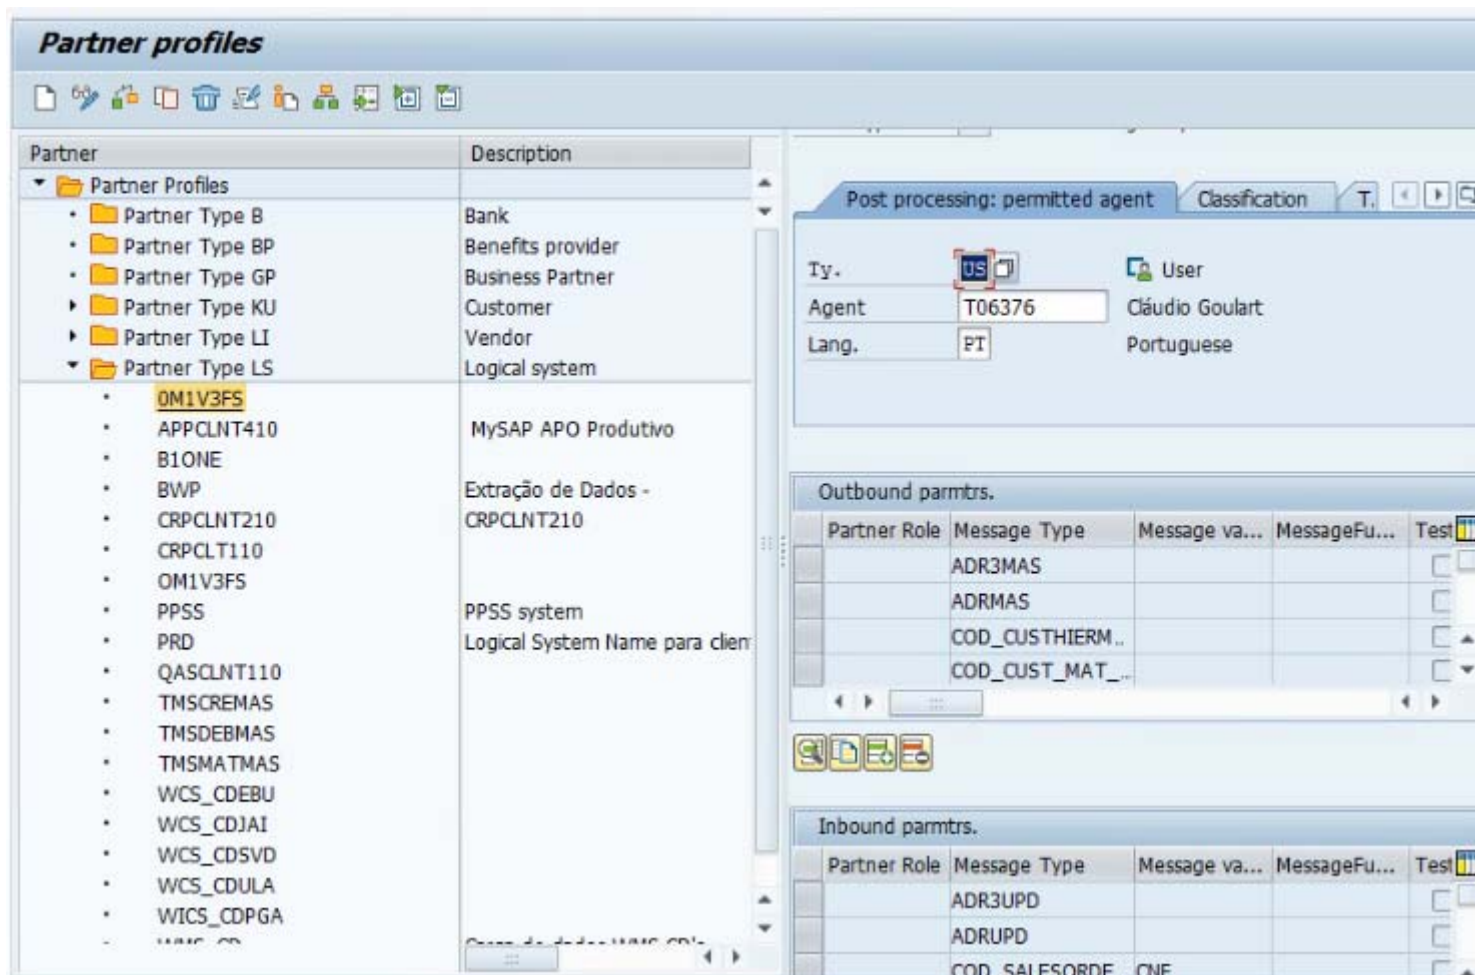 Partner profiles
Partner Description
Partner Profiles
Partner Type B Bank
Partner Type BP Benefits provider
Partner Type GP Business Partner
Partner Type KU Customer
Partner Type LI Vendor
Partner Type LS Logical system
0M1V3FS
APPCLNT410 MySAP APO Produtivo
B1ONE
BWP Extração de Dados -
CRPCLNT210 CRPCLNT210
CRPCLT110
OM1V3FS
PPSS PPSS system
PRD Logical System Name para clien
QASCLNT110
TMSCREMAS
TMSDEBMAS
TMSMATMAS
WCS_CDEBU
WCS_CDJAI
WCS_CDSVD
WCS_CDULA
WICS_CDPGA
Post processing: permitted agent Classification T.
Ty. US User
Agent T06376 Cláudio Goulart
Lang. PT Portuguese
Outbound parmtrs.
Partner Role Message Type Message va... MessageFu... Test
ADR3MAS
ADRMAS
COD_CUSTHIERM..
COD_CUST_MAT_..
Inbound parmtrs.
Partner Role Message Type Message va... MessageFu... Test
ADR3UPD
ADRUPD
COD_SALESORDE CNF